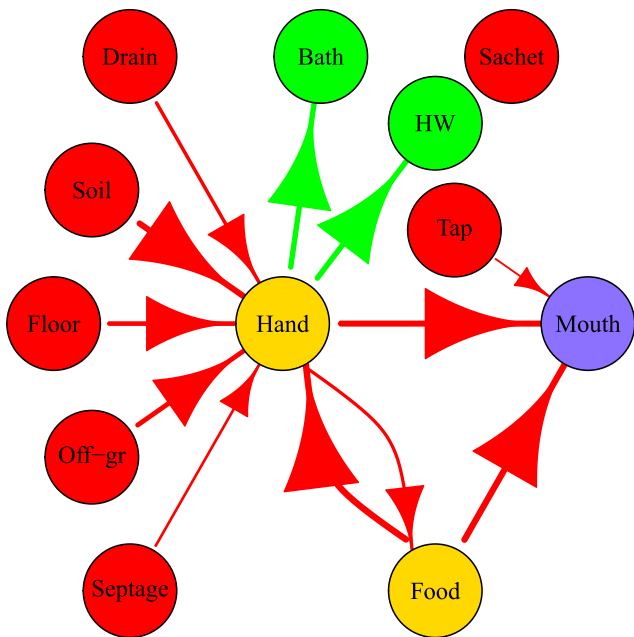 Drain
Bath
Sachet
HW
Soil
Tap
Floor
Hand
Mouth
Off−gr
Septage
Food